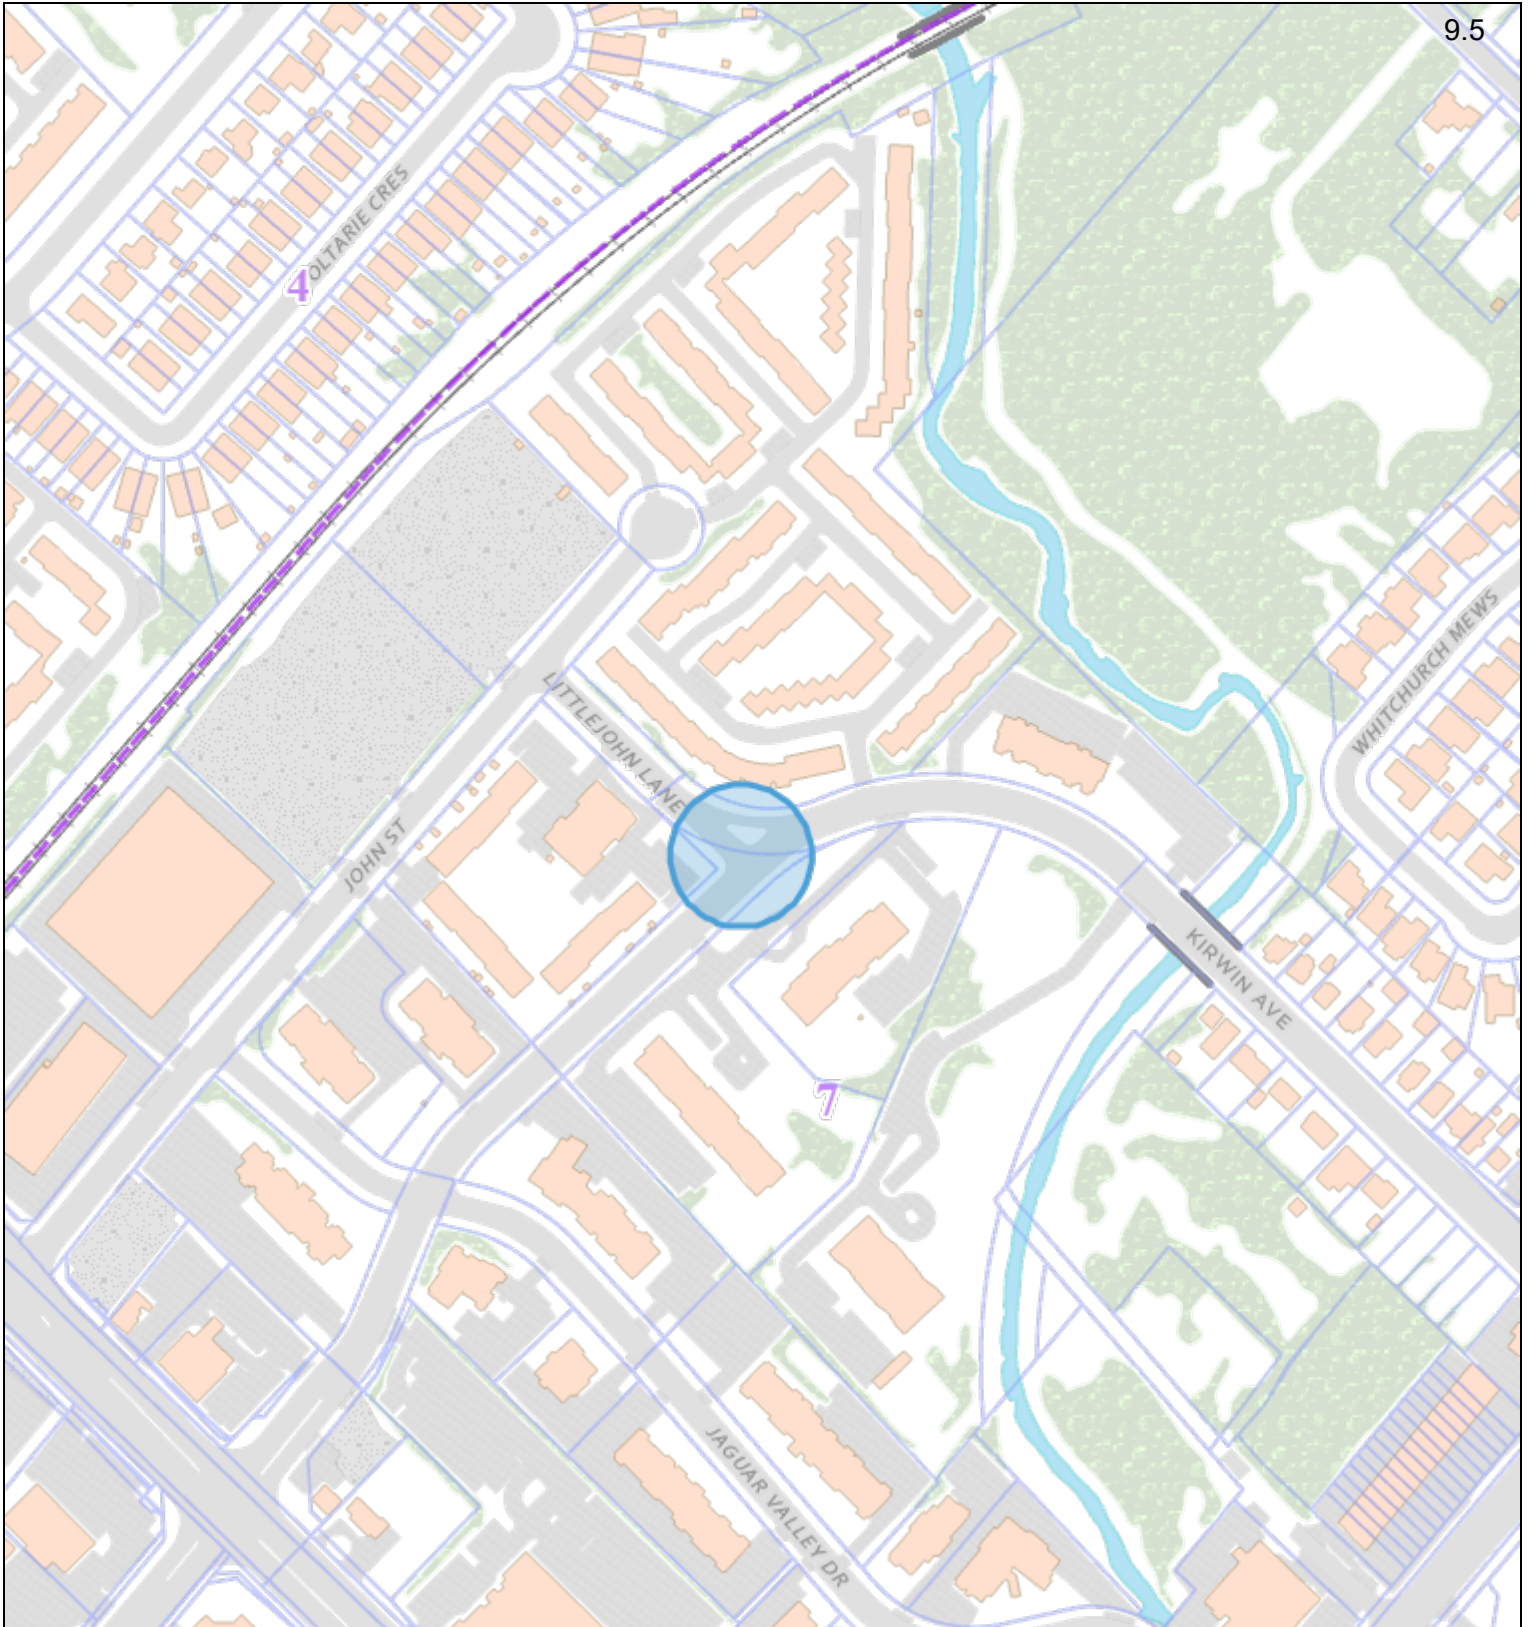 9.5
OLTARIE CRES
4
WHITCHURCH MEWS
LITTLEJOHN LANE
JOHN ST
KIRWIN AVE
7
JAGUAR VALLEY DR